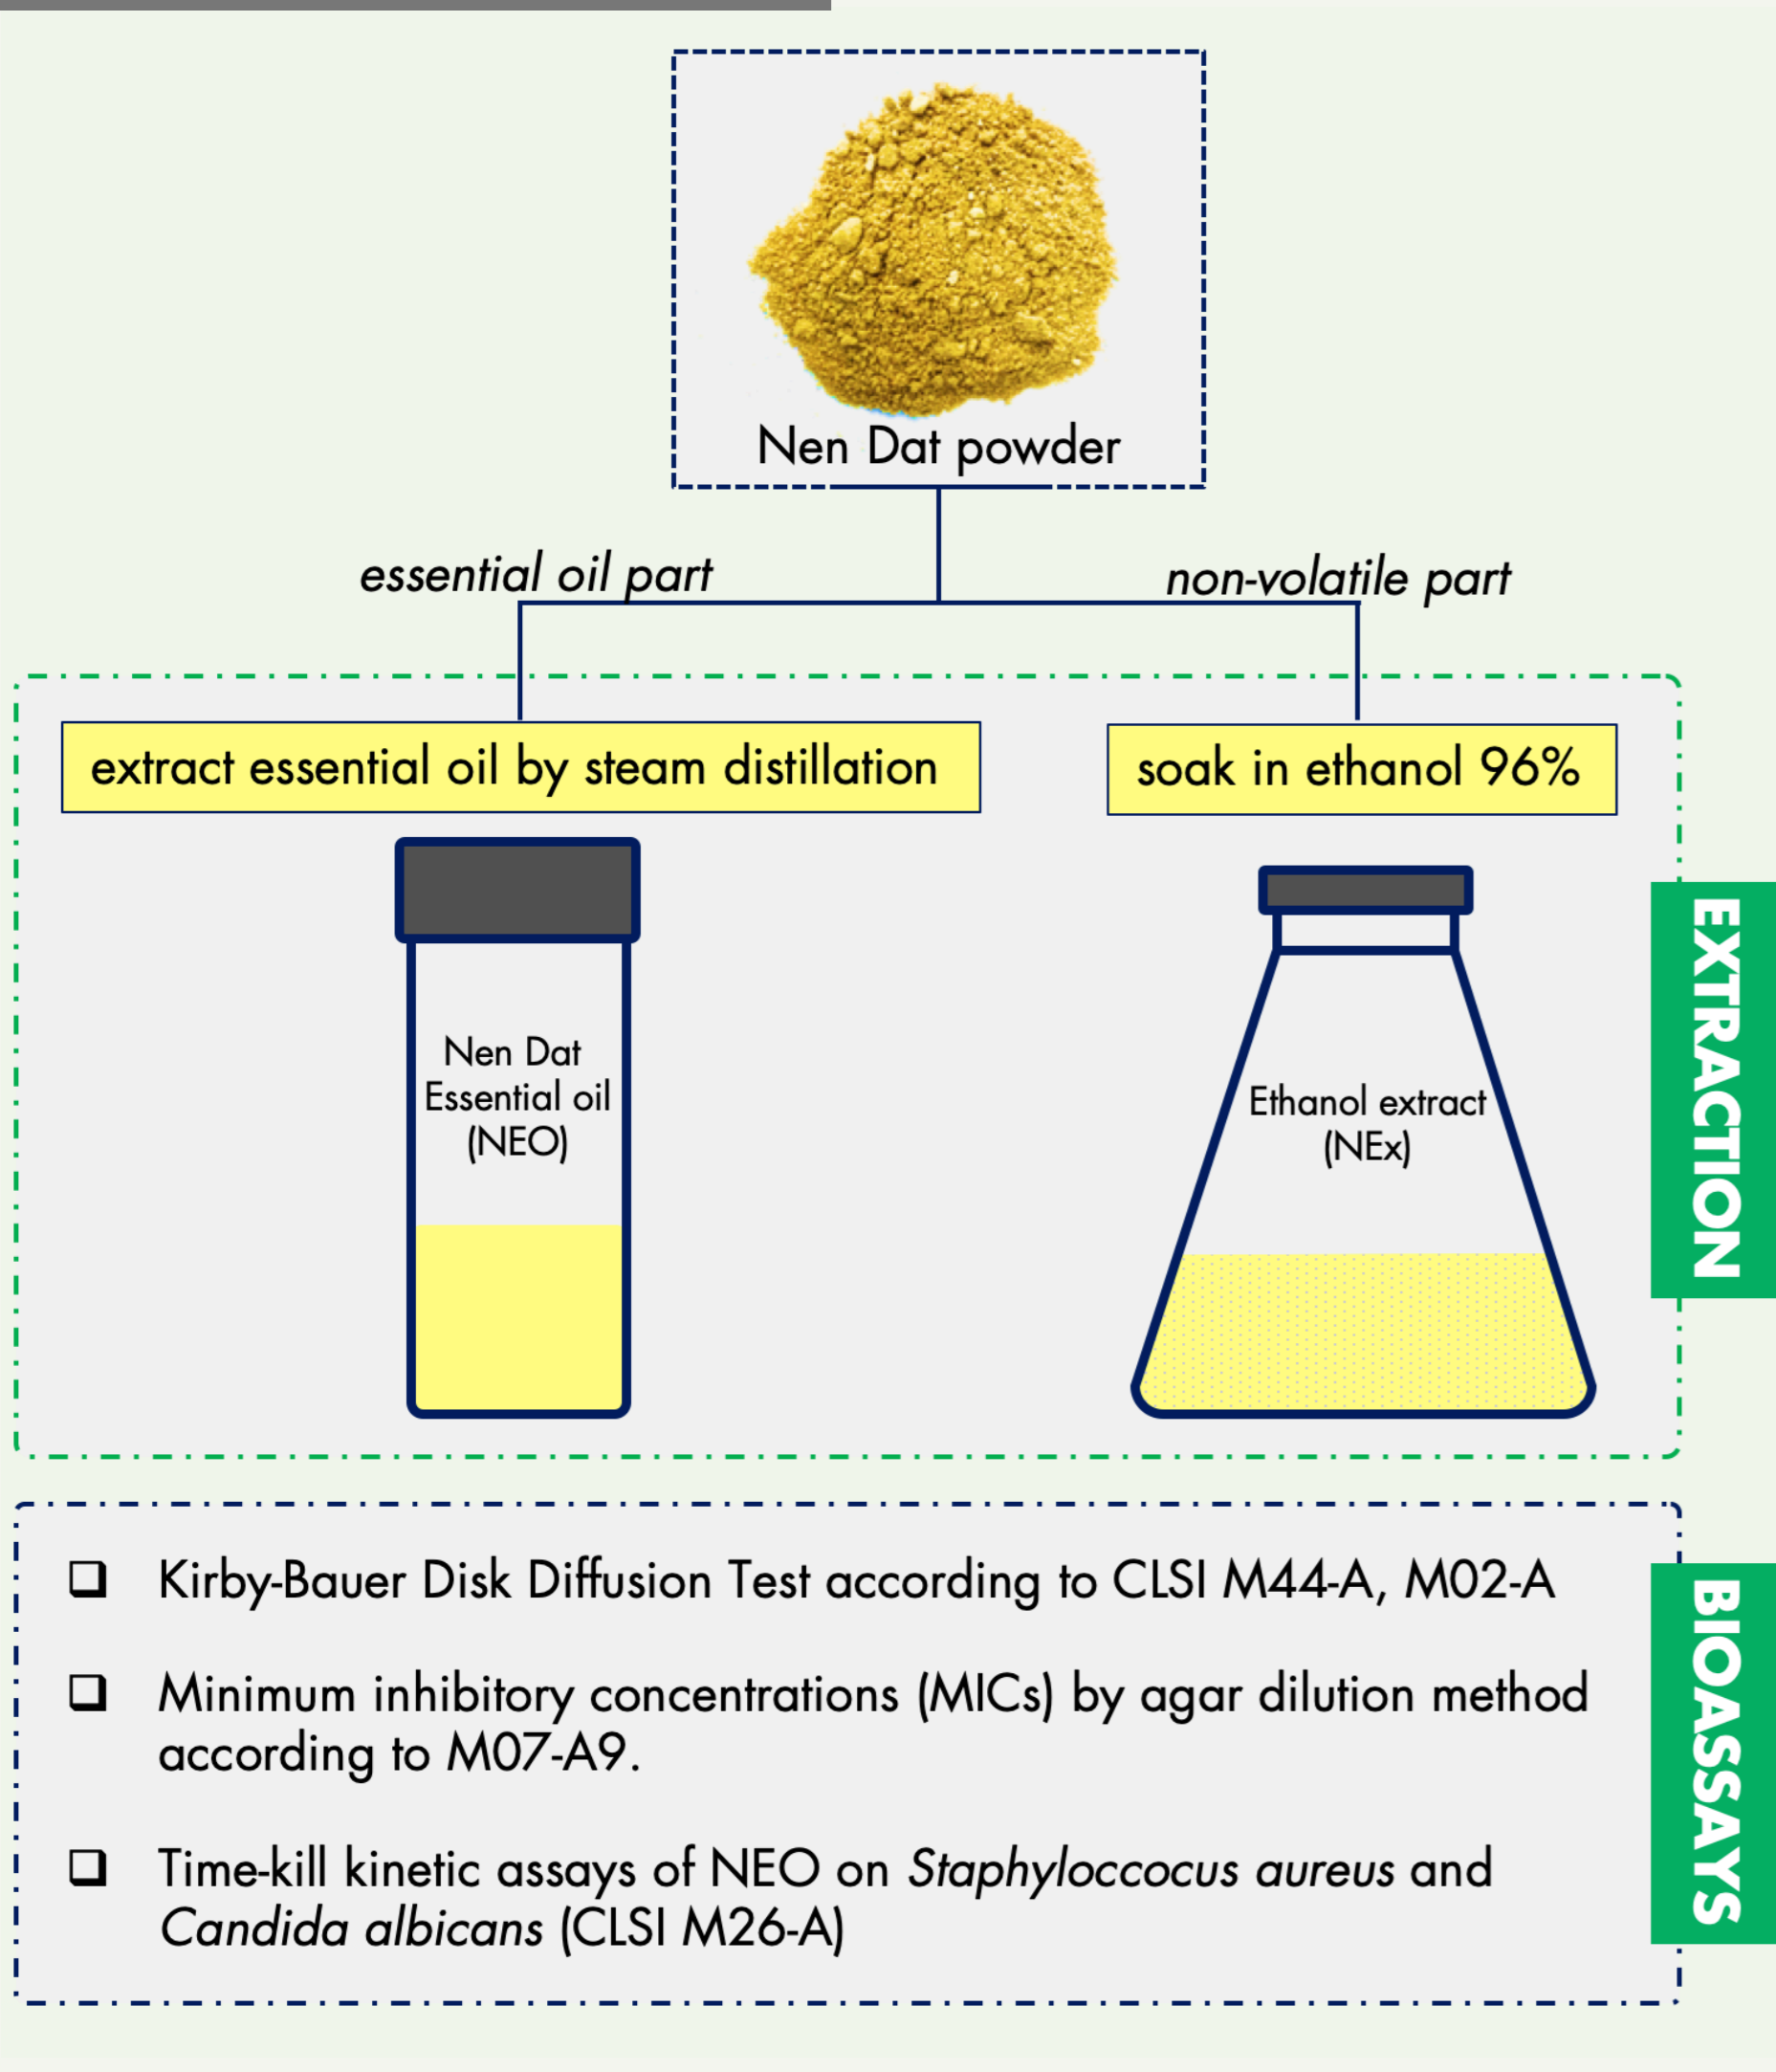 Nen Dat powder
essential oil part
non-volatile part
extract essential oil by steam distillation
soak in ethanol 96%
Nen Dat
Essential oil
(NEO)
Ethanol extract
(NEx)
EXTRACTION
❑ Kirby-Bauer Disk Diffusion Test according to CLSI M44-A, M02-A
❑ Minimum inhibitory concentrations (MICs) by agar dilution method
according to M07-A9.
❑ Time-kill kinetic assays of NEO on Staphyloccocus aureus and
Candida albicans (CLSI M26-A)
BIOASSAYS